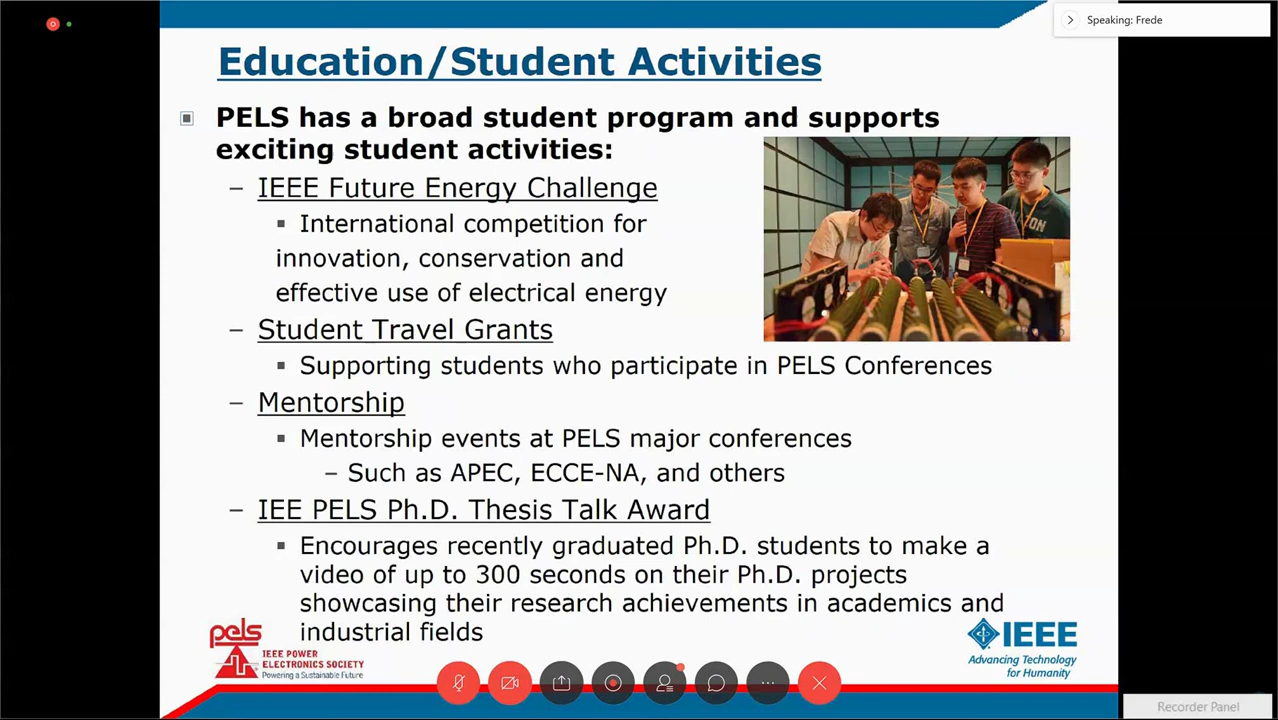 Speaking: Frede
Education/Student Activities
PELS has a broad student program and supports
exciting student activities:
– IEEE Future Energy Challenge
▪ International competition for
innovation, conservation and
effective use of electrical energy
– Student Travel Grants
▪ Supporting students who participate in PELS Conferences
– Mentorship
▪ Mentorship events at PELS major conferences
– Such as APEC, ECCE-NA, and others
– IEE PELS Ph.D. Thesis Talk Award
▪ Encourages recently graduated Ph.D. students to make a
video of up to 300 seconds on their Ph.D. projects
showcasing their research achievements in academics and
industrial fields
pels
IEEE POWER
ELECTRONICS SOCIETY
Powering a Sustainable Future
IEEE
Advancing Technology
for Humanity
Recorder Panel